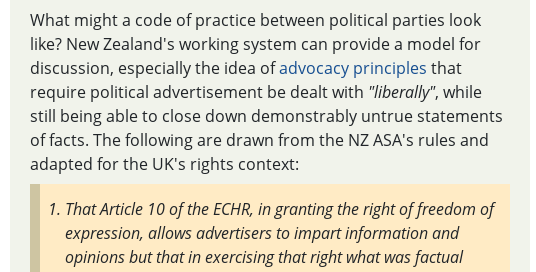 What might a code of practice between political parties look
like? New Zealand's working system can provide a model for
discussion, especially the idea of advocacy principles that
require political advertisement be dealt with "liberally", while
still being able to close down demonstrably untrue statements
of facts. The following are drawn from the NZ ASA's rules and
adapted for the UK's rights context:
1. That Article 10 of the ECHR, in granting the right of freedom of
expression, allows advertisers to impart information and
opinions but that in exercising that right what was factual